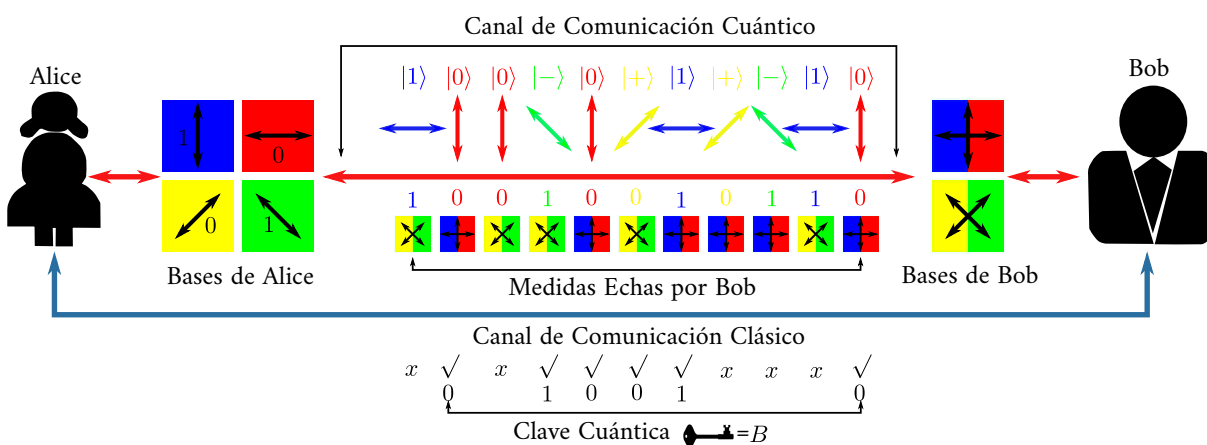 Canal de Comunicación Cuántico
Alice
Bob
|1⟩ |0⟩ |0⟩ |−⟩ |0⟩ |+⟩ |1⟩ |+⟩ |−⟩ |1⟩ |0⟩
1
0
0
1
1 0 0 1 0 0 1 0 1 1 0
Bases de Alice
Medidas Echas por Bob
Bases de Bob
Canal de Comunicación Clásico
x √ x √ √ √ √ x x x √
0 1 0 0 1 0
Clave Cuántica =B